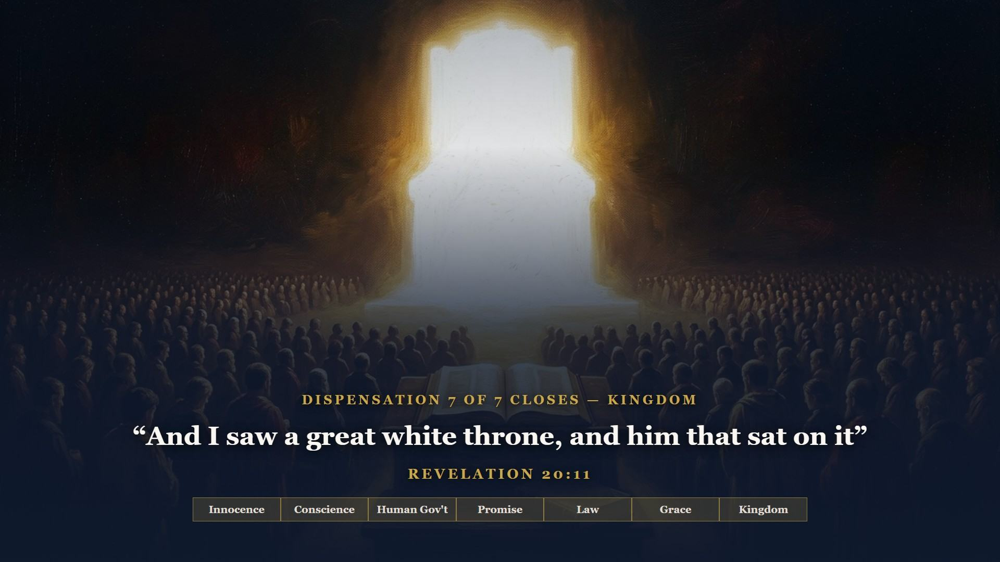 DISPENSATION 7 OF 7 CLOSES — KINGDOM
“And I saw a great white throne, and him that sat on it”
REVELATION 20:11
Innocence Conscience Human Gov't Promise Law Grace Kingdom